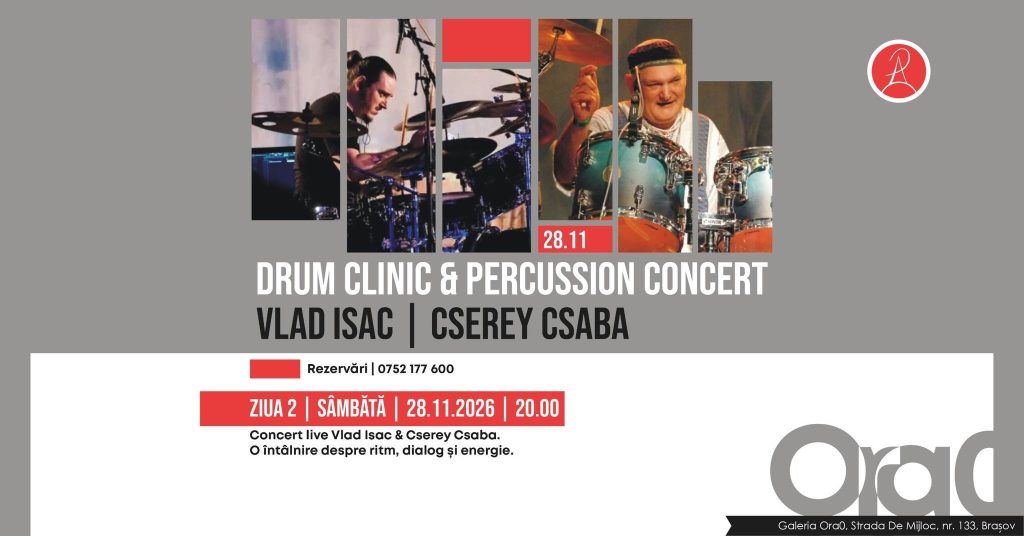 28.11
DRUM CLINIC & PERCUSSION CONCERT
VLAD ISAC | CSEREY CSABA
Rezervări | 0752 177 600
ZIUA 2 | SÂMBĂTĂ | 28.11.2026 | 20.00
Concert live Vlad Isac & Cserey Csaba.
O întâlnire despre ritm, dialog și energie.
Ora0
Galeria Ora0, Strada De Mijloc, nr. 133, Brașov